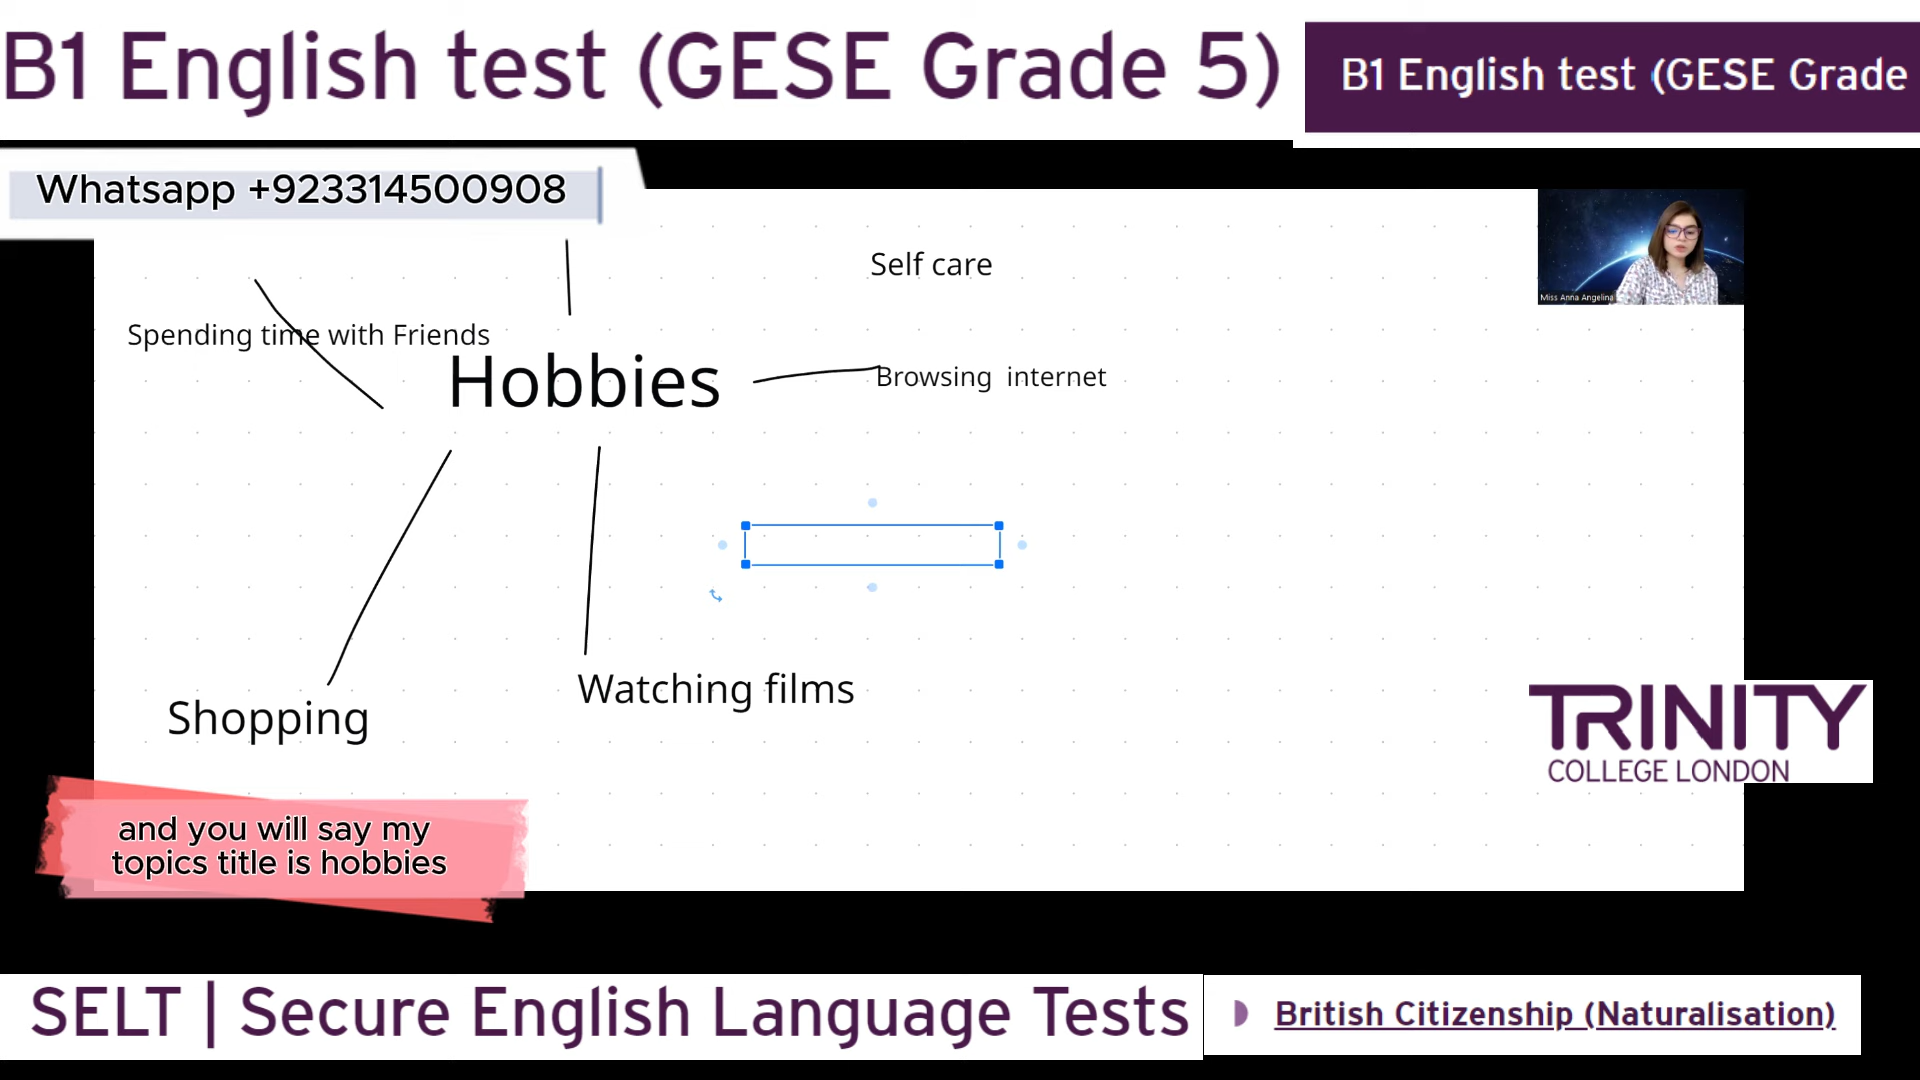 B1 English test (GESE Grade 5)
B1 English test (GESE Grade
Whatsapp +923314500908
Self care
Miss Anna Angelina
Spending time with Friends
Hobbies
Browsing internet
Watching films
Shopping
TRINITY
COLLEGE LONDON
and you will say my
topics title is hobbies
SELT | Secure English Language Tests
British Citizenship (Naturalisation)